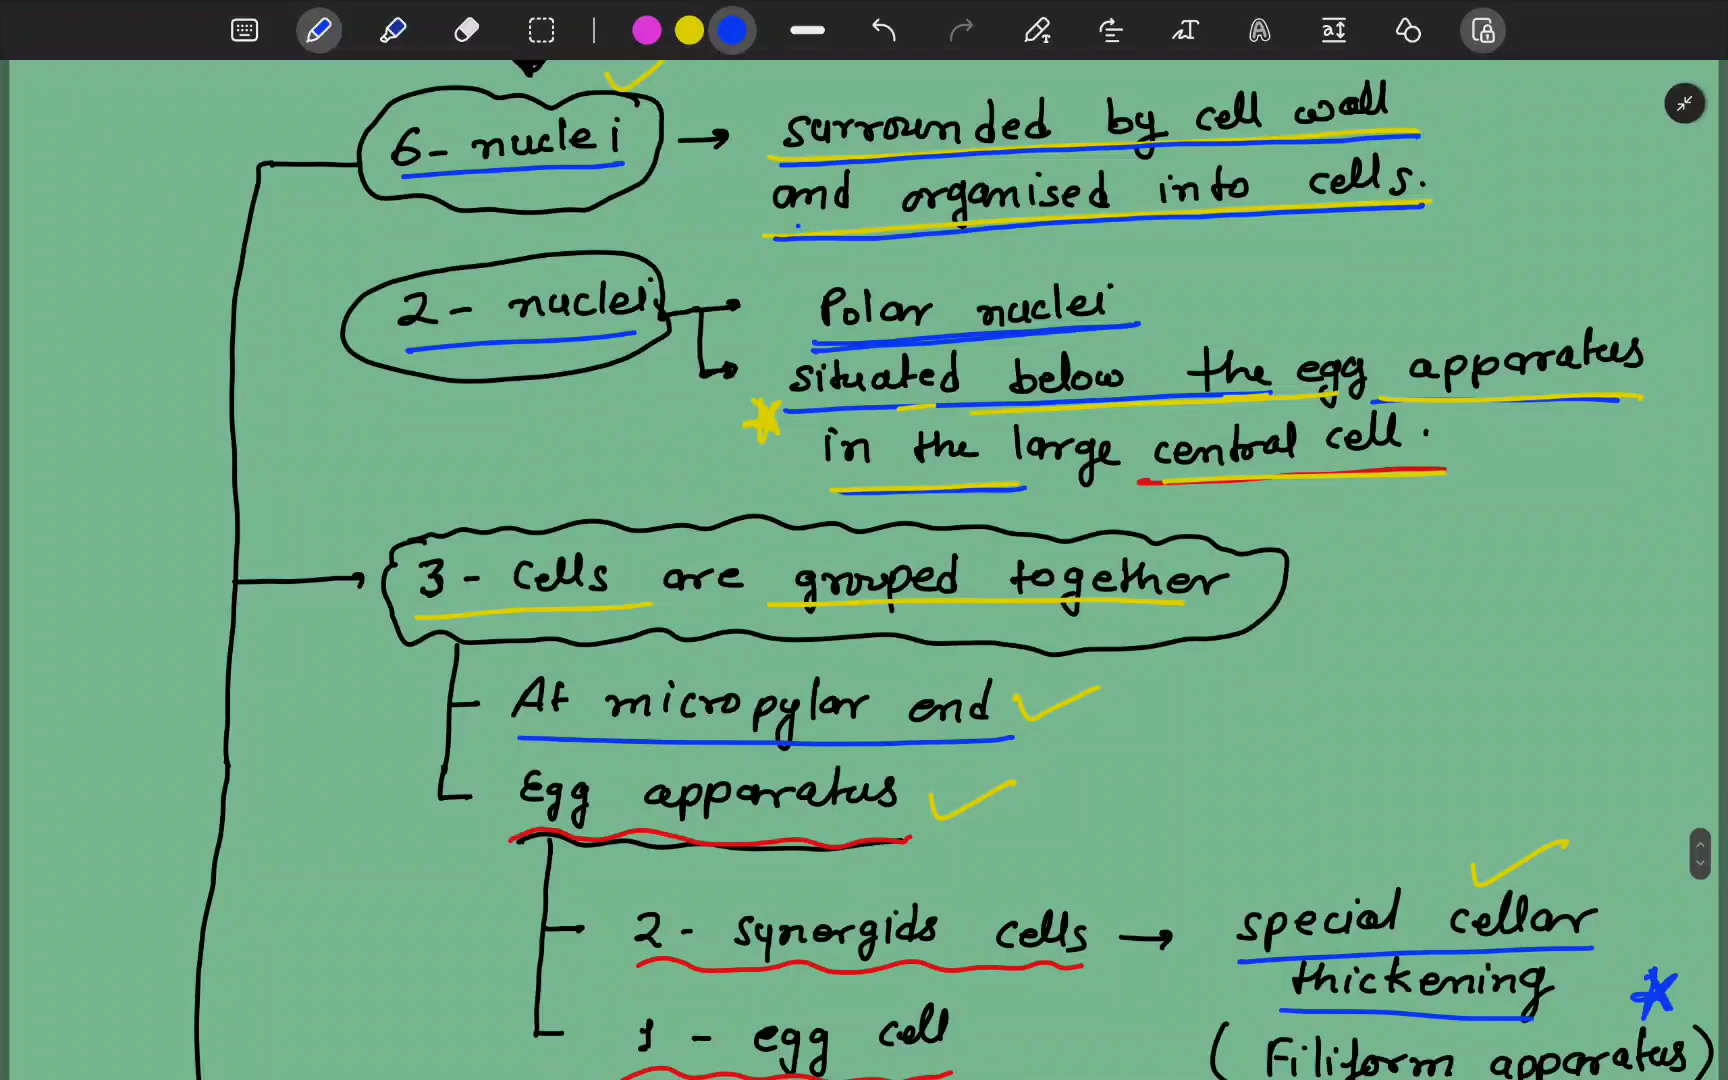 6- nuclei → surrounded by cell wall
and organised into cells.
2 - nuclei → Polar nuclei
→ situated below the egg apparatus
in the large central cell.
3 - cells are grouped together
At micropylar end
Egg apparatus
2 - synergids cells → special cellar
thickening
1 - egg cell
(Filiform apparatus)